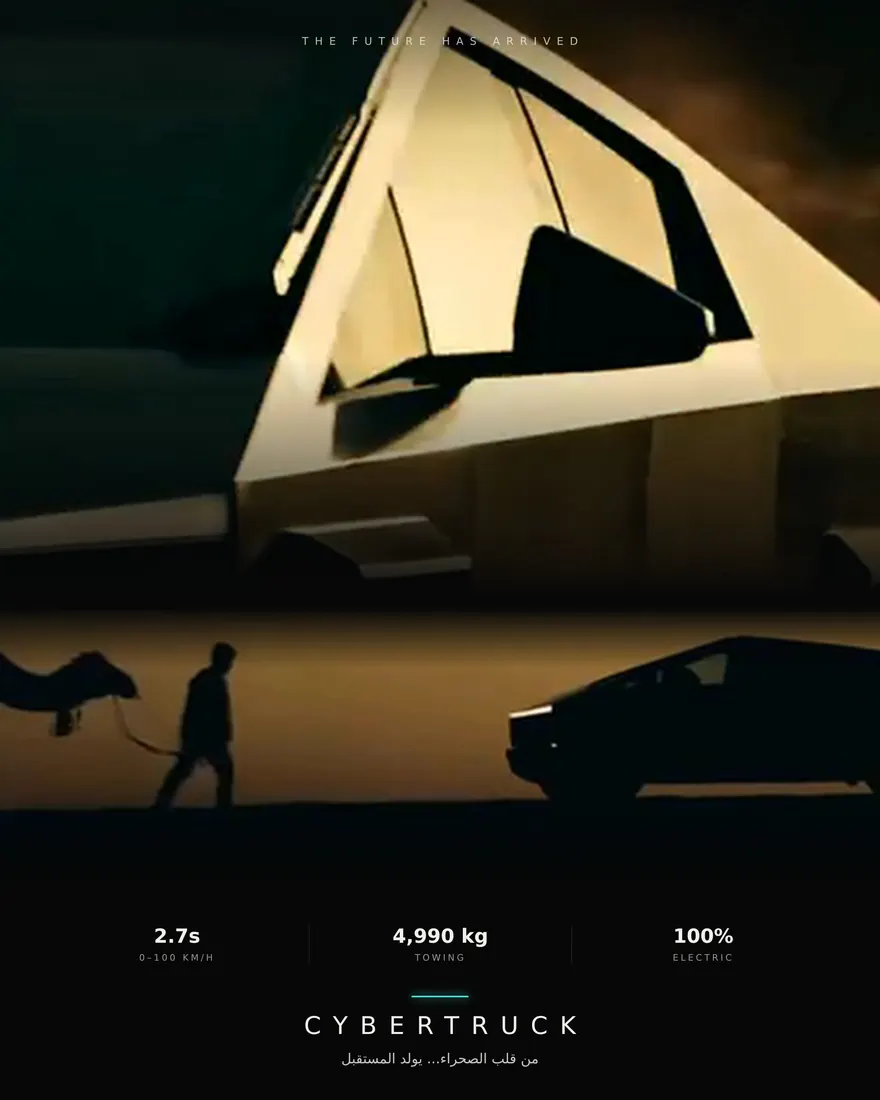 THE FUTURE HAS ARRIVED
2.7s
0–100 KM/H
4,990 kg
TOWING
100%
ELECTRIC
CYBERTRUCK
من قلب الصحراء... يولد المستقبل